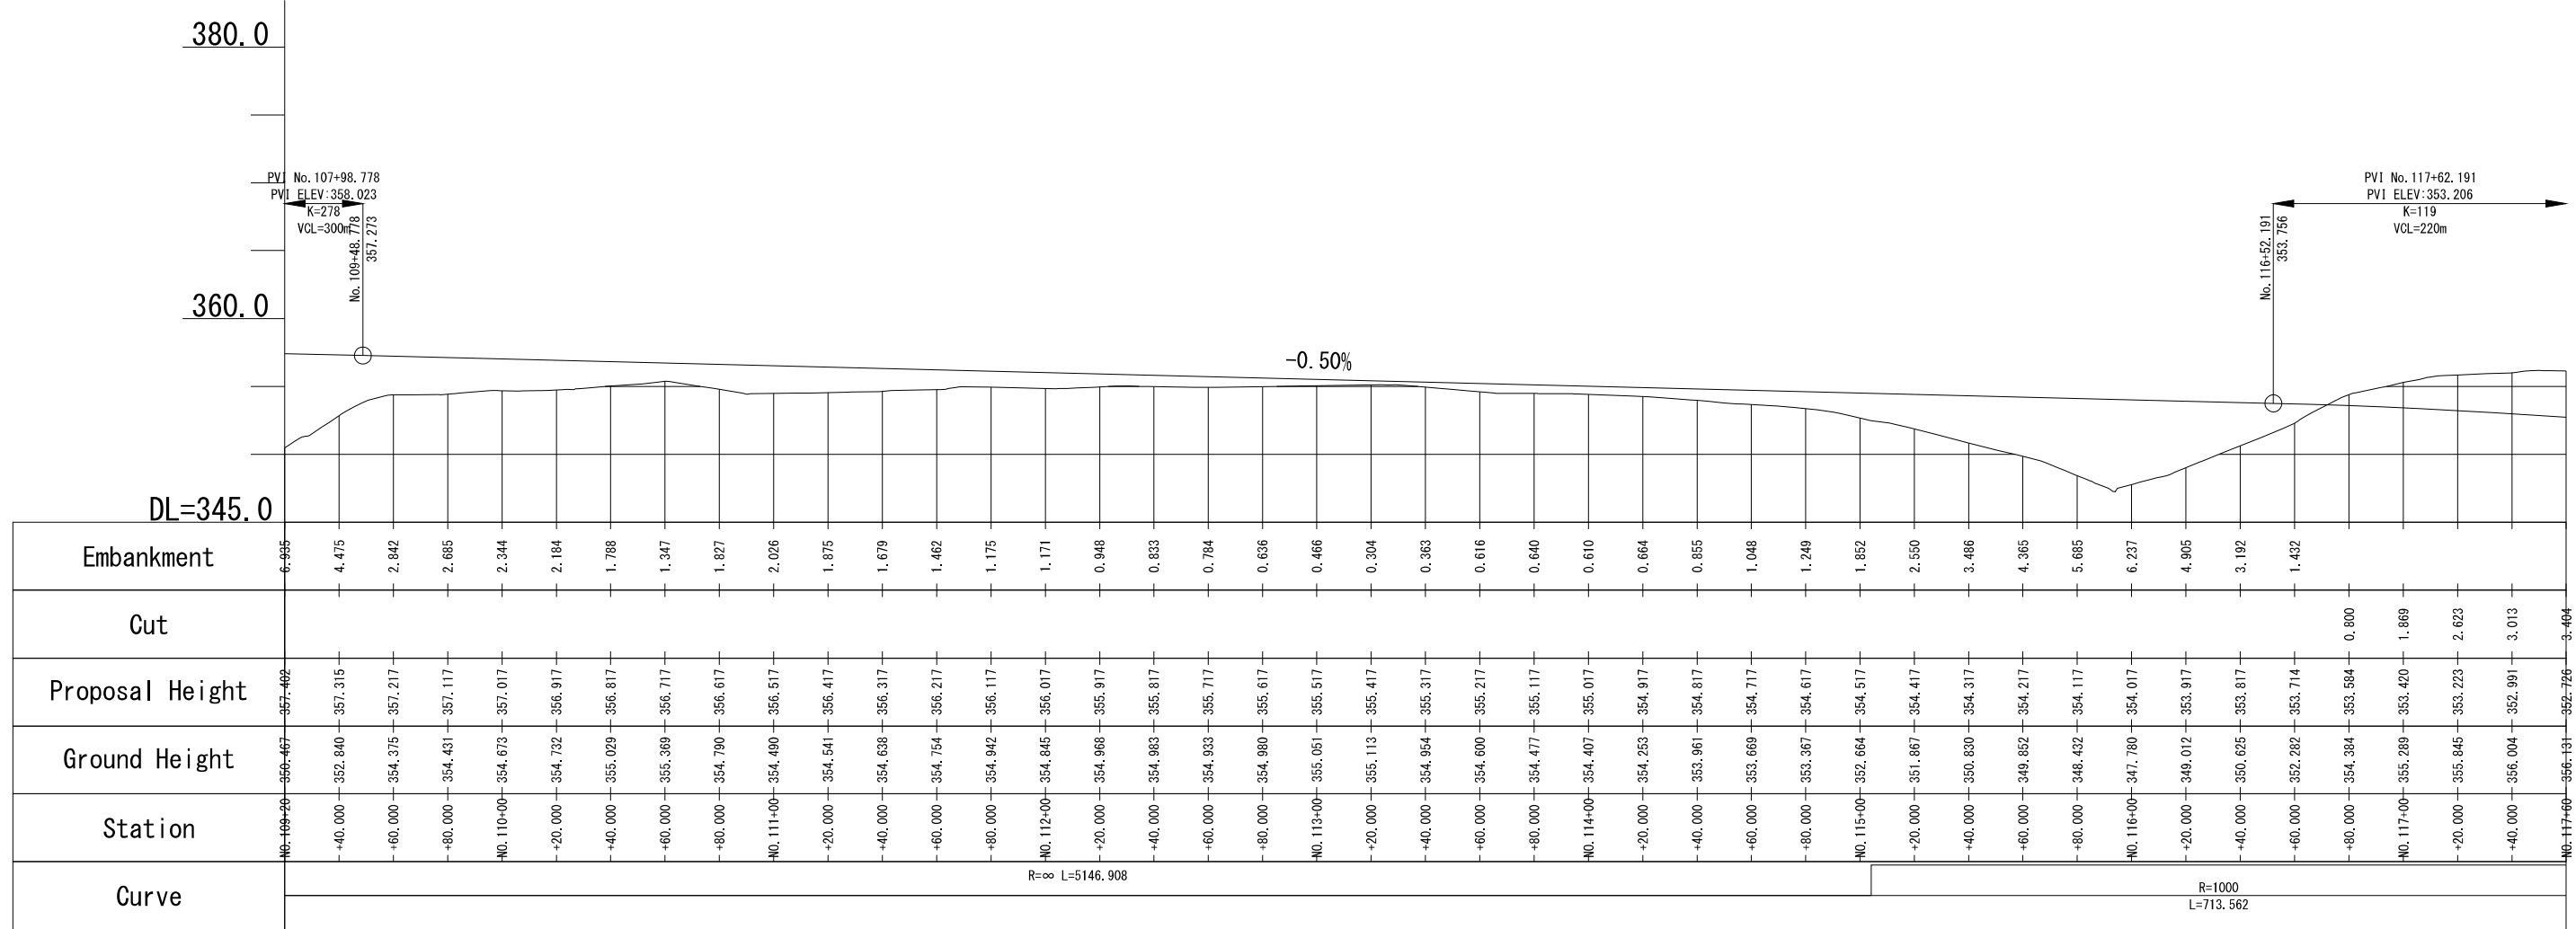 380.0
PVI No.107+98.778
PVI ELEV:358.023
K=278
VCL=300m
No.109+48.778
357.273
PVI No.117+62.191
PVI ELEV:353.206
K=119
VCL=220m
No.116+52.191
353.756
360.0
-0.50%
DL=345.0
Embankment 6.935 4.475 2.842 2.685 2.344 2.184 1.788 1.347 1.827 2.026 1.875 1.679 1.462 1.175 1.171 0.948 0.833 0.784 0.636 0.466 0.304 0.363 0.616 0.640 0.610 0.664 0.855 1.048 1.249 1.852 2.550 3.486 4.365 5.685 6.237 4.905 3.192 1.432
Cut 0.800 1.869 2.623 3.013 3.404
Proposal Height 357.402 357.315 357.217 357.117 357.017 356.917 356.817 356.717 356.617 356.517 356.417 356.317 356.217 356.117 356.017 355.917 355.817 355.717 355.617 355.517 355.417 355.317 355.217 355.117 355.017 354.917 354.817 354.717 354.617 354.517 354.417 354.317 354.217 354.117 354.017 353.917 353.817 353.714 353.584 353.420 353.223 352.991 352.726
Ground Height 350.467 352.840 354.375 354.431 354.673 354.732 355.029 355.369 354.790 354.490 354.541 354.638 354.754 354.942 354.845 354.968 354.983 354.933 354.980 355.051 355.113 354.954 354.600 354.477 354.407 354.253 353.961 353.669 353.367 352.664 351.867 350.830 349.852 348.432 347.780 349.012 350.625 352.282 354.384 355.289 355.845 356.004 356.131
Station NO.109+20 +40.000 +60.000 +80.000 NO.110+00 +20.000 +40.000 +60.000 +80.000 NO.111+00 +20.000 +40.000 +60.000 +80.000 NO.112+00 +20.000 +40.000 +60.000 +80.000 NO.113+00 +20.000 +40.000 +60.000 +80.000 NO.114+00 +20.000 +40.000 +60.000 +80.000 NO.115+00 +20.000 +40.000 +60.000 +80.000 NO.116+00 +20.000 +40.000 +60.000 +80.000 NO.117+00 +20.000 +40.000 NO.117+60
Curve
R=∞ L=5146.908
R=1000
L=713.562